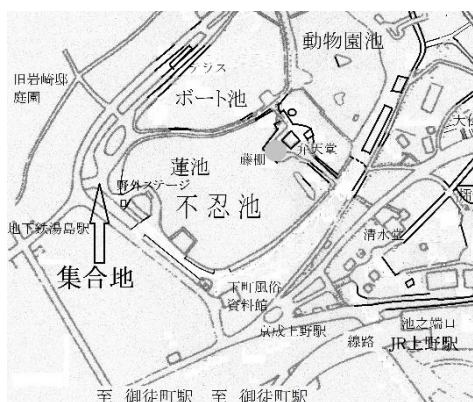 動物園池
テラス
旧岩崎邸
庭園
ボート池
弁天堂
藤棚
蓮池
野外ステージ
不忍池
地下鉄湯島駅
清水堂
集合地
下町風俗
資料館
池之端口
京成上野駅
線路
JR上野駅
至 御徒町駅
至 御徒町駅